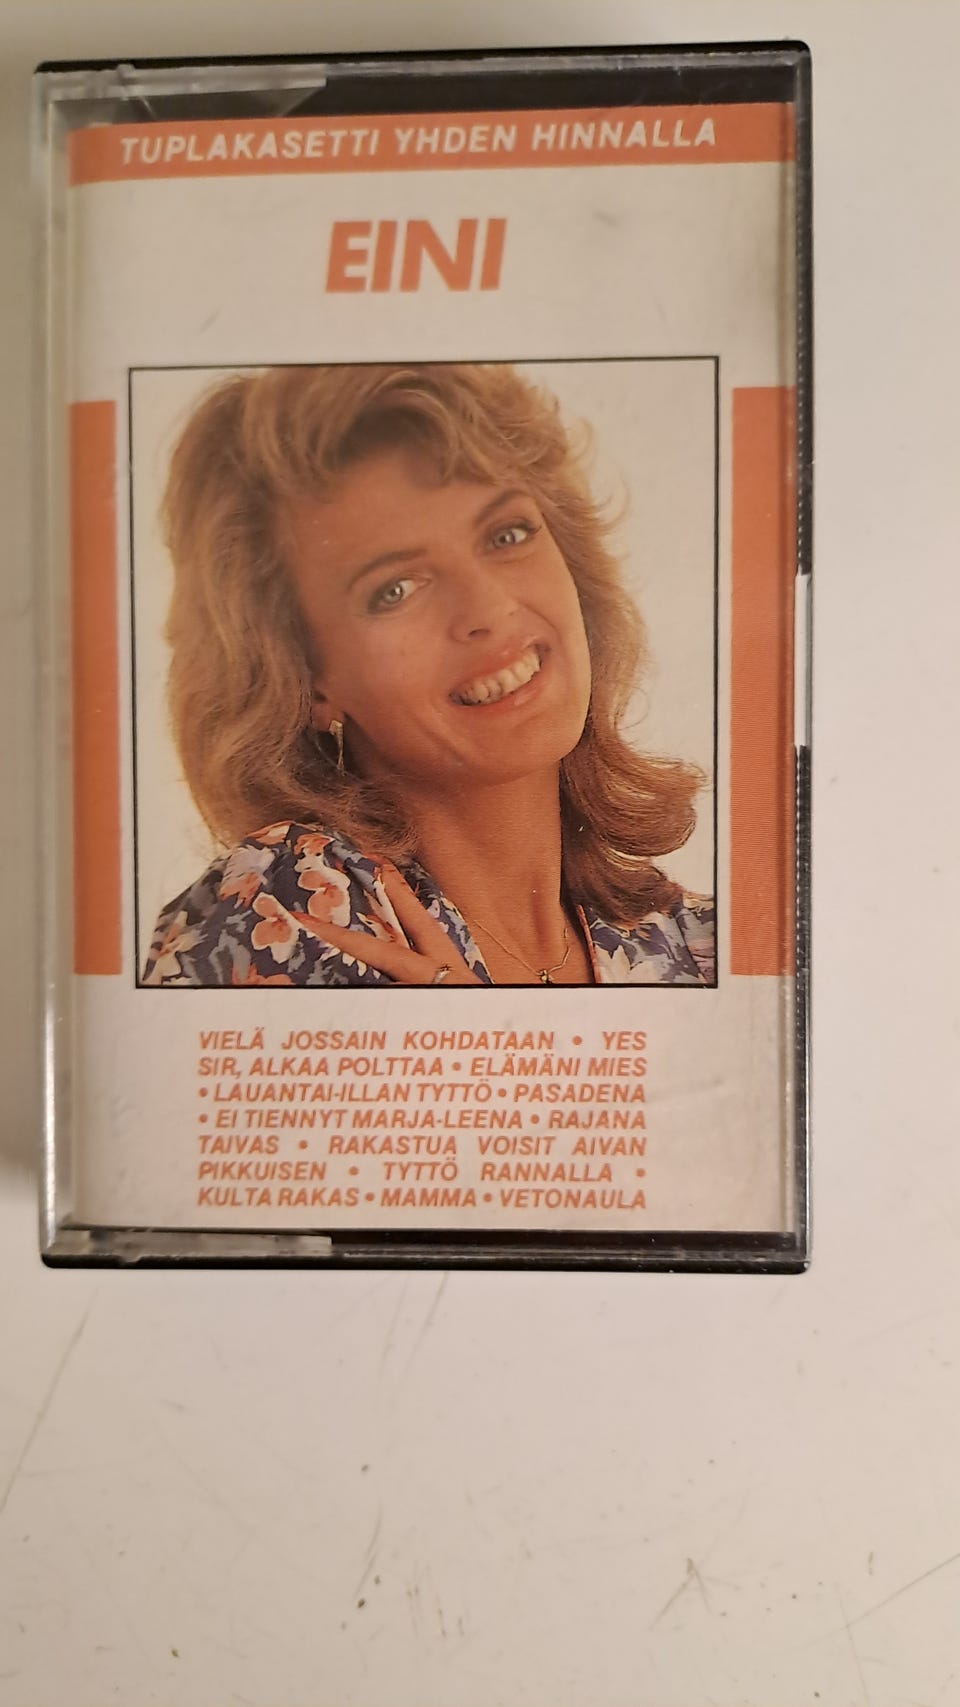 TUPLAKASETTI YHDEN HINNALLA
EINI
VIELÄ JOSSAIN KOHDATAAN • YES
SIR, ALKAA POLTTAA • ELÄMÄNI MIES
• LAUANTAI-ILLAN TYTTÖ • PASADENA
• EI TIENNYT MARJA-LEENA • RAJANA
TAIVAS • RAKASTUA VOISIT AIVAN
PIKKUISEN • TYTTÖ RANNALLA •
KULTA RAKAS • MAMMA • VETONAULA